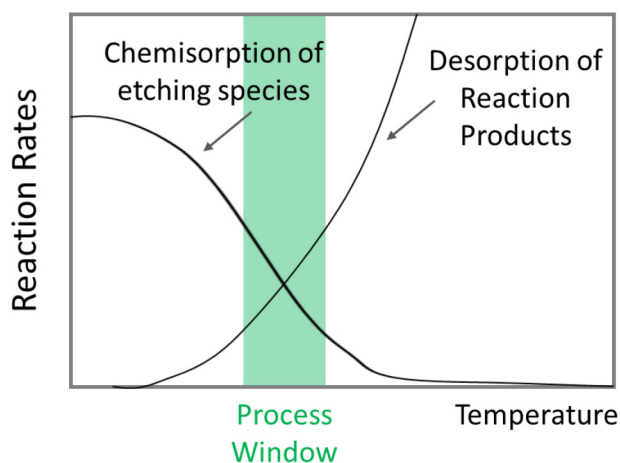 Chemisorption of
etching species
Desorption of
Reaction
Products
Reaction Rates
Process
Window
Temperature